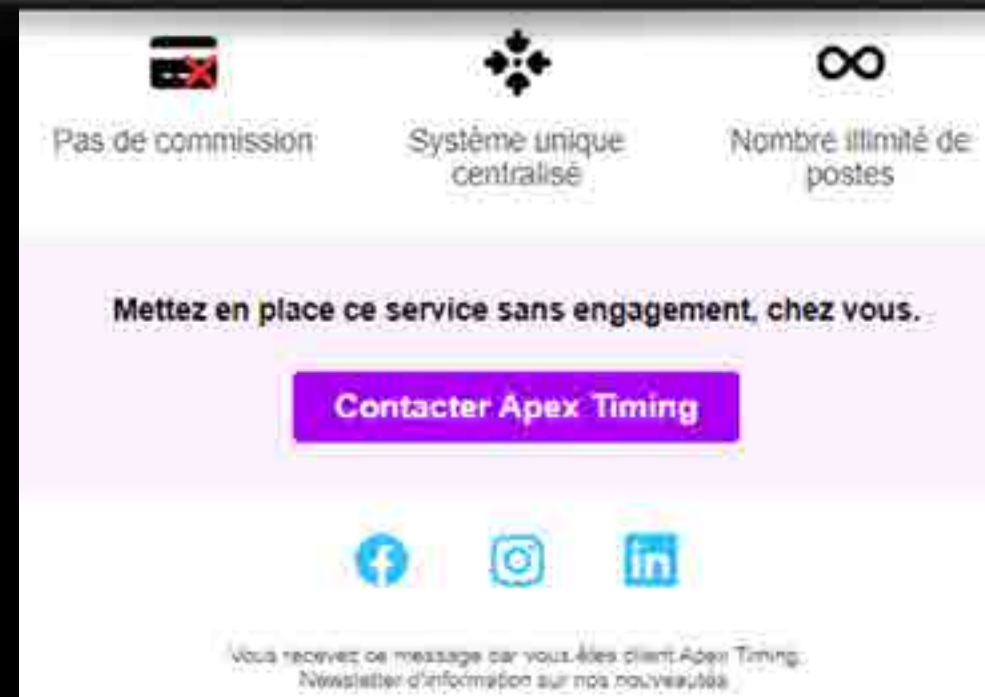 Pas de commission
Système unique
centralisé
Nombre illimité de
postes
Mettez en place ce service sans engagement, chez vous.
Contacter Apex Timing
Vous recevez ce message car vous êtes client Apex Timing.
Newsletter d'information sur nos nouveautés